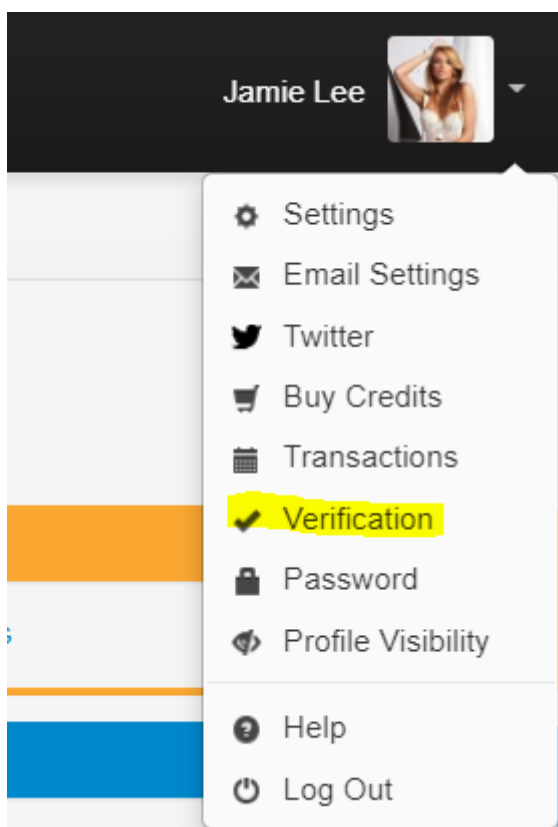 Jamie Lee
Settings
Email Settings
Twitter
Buy Credits
Transactions
Verification
Password
s
Profile Visibility
Help
Log Out